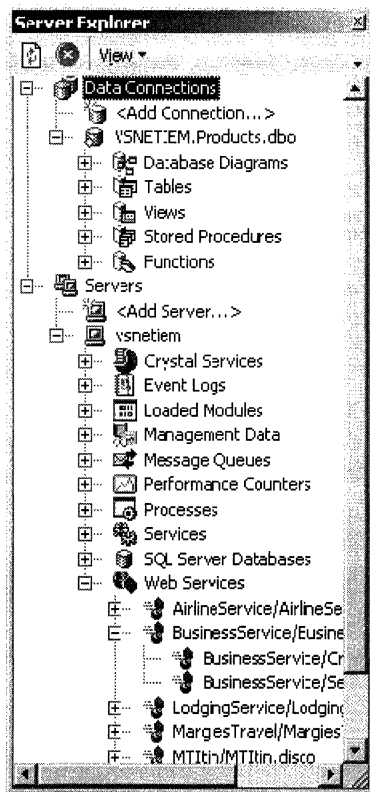 Server Explorer
View
Data Connections
<Add Connection...>
VSNETIEM.Products.dbo
Database Diagrams
Tables
Views
Stored Procedures
Functions
Servers
<Add Server...>
vsnetiem
Crystal Services
Event Logs
Loaded Modules
Management Data
Message Queues
Performance Counters
Processes
Services
SQL Server Databases
Web Services
AirlineService/AirlineSe
BusinessService/Busine
BusinessService/Cr
BusinessService/Se
LodgingService/Lodging
MargesTravel/Margies
MTItin/MTItin.disco